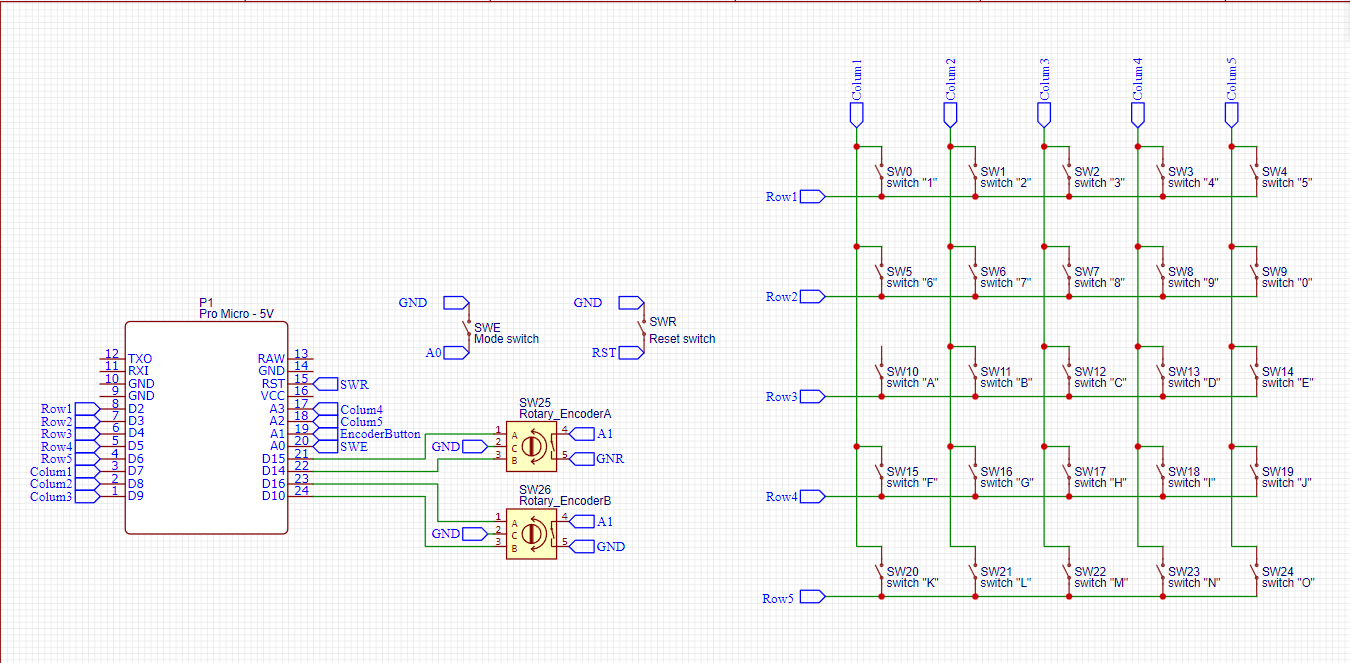 Colum1
Colum2
Colum3
Colum4
Colum5
SW0
switch "1"
SW1
switch "2"
SW2
switch "3"
SW3
switch "4"
SW4
switch "5"
Row1
SW5
switch "6"
SW6
switch "7"
SW7
switch "8"
SW8
switch "9"
SW9
switch "0"
Row2
SW10
switch "A"
SW11
switch "B"
SW12
switch "C"
SW13
switch "D"
SW14
switch "E"
Row3
SW15
switch "F"
SW16
switch "G"
SW17
switch "H"
SW18
switch "I"
SW19
switch "J"
Row4
SW20
switch "K"
SW21
switch "L"
SW22
switch "M"
SW23
switch "N"
SW24
switch "O"
Row5
GND
SWE
Mode switch
A0
GND
SWR
Reset switch
RST
P1
Pro Micro - 5V
12 TXO RAW 13
11 RXI GND 14
10 GND RST 15 SWR
9 GND VCC 16
Row1 8 D2 A3 17 Colum4
Row2 7 D3 A2 18 Colum5
Row3 6 D4 A1 19 EncoderButton
Row4 5 D5 A0 20 SWE
Row5 4 D6 D15 21
Colum1 3 D7 D14 22
Colum2 2 D8 D16 23
Colum3 1 D9 D10 24
SW25
Rotary_EncoderA
1 A 4 A1
GND 2 C
3 B 5 GNR
SW26
Rotary_EncoderB
1 A 4 A1
GND 2 C
3 B 5 GND